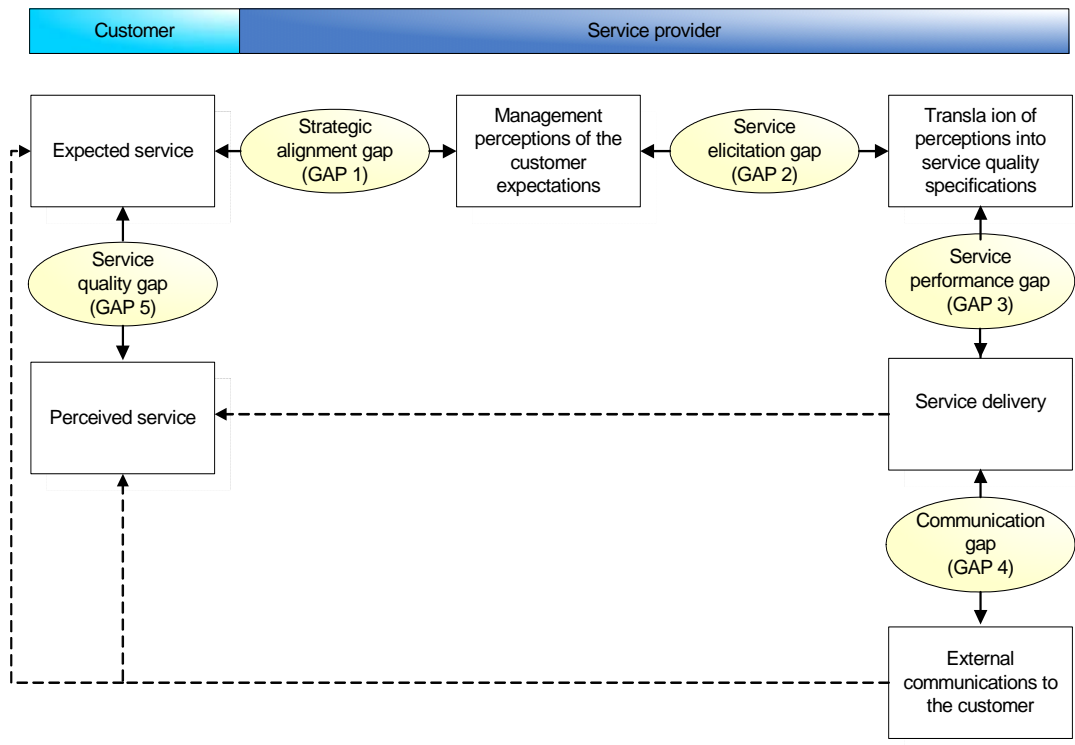 Customer
Service provider
Expected service
Strategic
alignment gap
(GAP 1)
Management
perceptions of the
customer
expectations
Service
elicitation gap
(GAP 2)
Transla ion of
perceptions into
service quality
specifications
Service
quality gap
(GAP 5)
Service
performance gap
(GAP 3)
Perceived service
Service delivery
Communication
gap
(GAP 4)
External
communications to
the customer